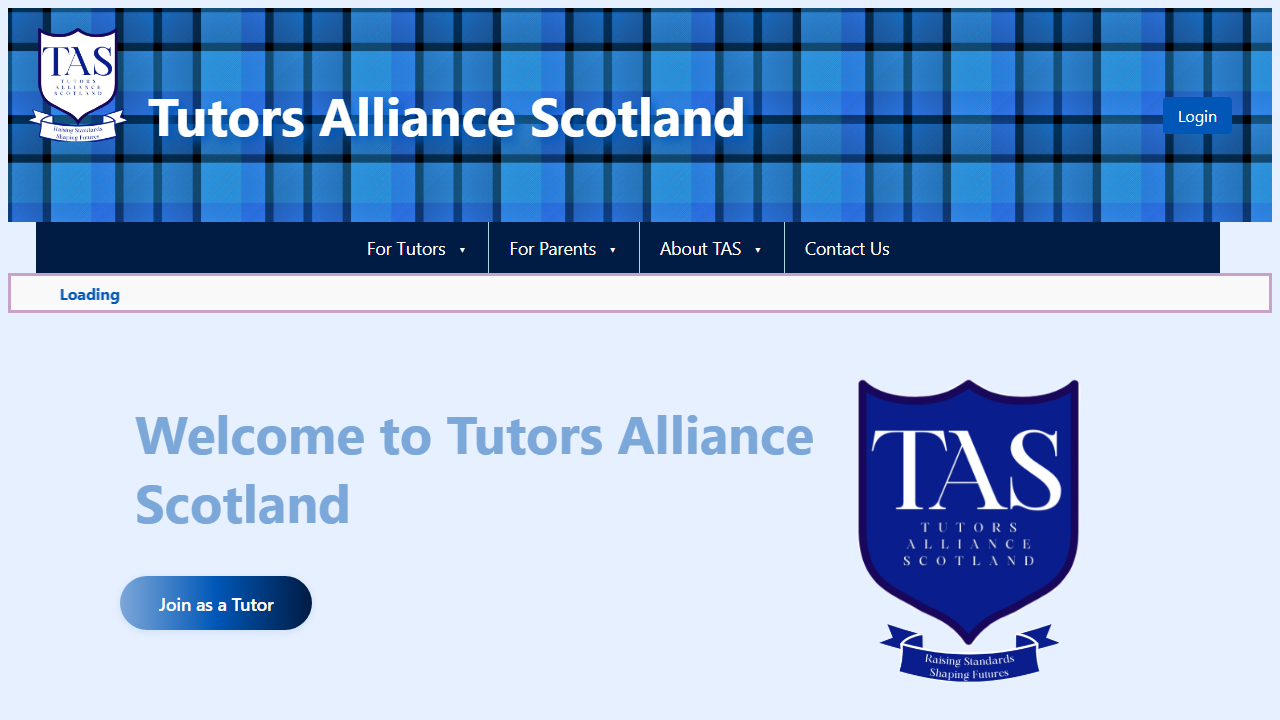 TAS
TUTORS
ALLIANCE
SCOTLAND
Raising Standards
Shaping Futures
Tutors Alliance Scotland
Login
For Tutors ▼
For Parents ▼
About TAS ▼
Contact Us
Loading
Welcome to Tutors Alliance
Scotland
Join as a Tutor
TAS
TUTORS
ALLIANCE
SCOTLAND
Raising Standards
Shaping Futures